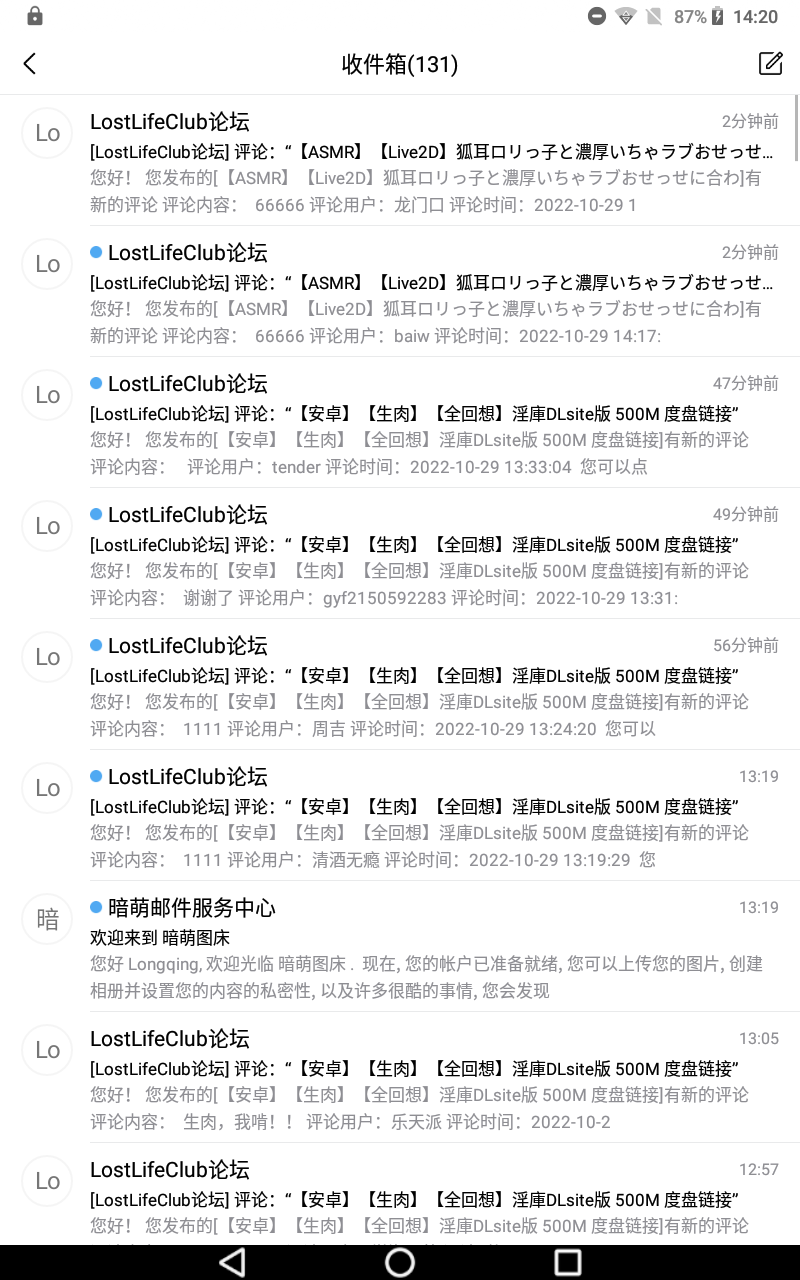 87% 14:20
收件箱(131)
Lo
LostLifeClub论坛
2分钟前
[LostLifeClub论坛] 评论：“【ASMR】【Live2D】狐耳ロリっ子と濃厚いちゃラブおせっせ...
您好！ 您发布的[【ASMR】【Live2D】狐耳ロリっ子と濃厚いちゃラブおせっせに合わ]有
新的评论 评论内容： 66666 评论用户：龙门口 评论时间：2022-10-29 1
Lo
LostLifeClub论坛
2分钟前
[LostLifeClub论坛] 评论：“【ASMR】【Live2D】狐耳ロリっ子と濃厚いちゃラブおせっせ...
您好！ 您发布的[【ASMR】【Live2D】狐耳ロリっ子と濃厚いちゃラブおせっせに合わ]有
新的评论 评论内容： 66666 评论用户：baiw 评论时间：2022-10-29 14:17:
Lo
LostLifeClub论坛
47分钟前
[LostLifeClub论坛] 评论：“【安卓】【生肉】【全回想】淫庫DLsite版 500M 度盘链接”
您好！ 您发布的[【安卓】【生肉】【全回想】淫庫DLsite版 500M 度盘链接]有新的评论
评论内容： 评论用户：tender 评论时间：2022-10-29 13:33:04 您可以点
Lo
LostLifeClub论坛
49分钟前
[LostLifeClub论坛] 评论：“【安卓】【生肉】【全回想】淫庫DLsite版 500M 度盘链接”
您好！ 您发布的[【安卓】【生肉】【全回想】淫庫DLsite版 500M 度盘链接]有新的评论
评论内容： 谢谢了 评论用户：gyf2150592283 评论时间：2022-10-29 13:31:
Lo
LostLifeClub论坛
56分钟前
[LostLifeClub论坛] 评论：“【安卓】【生肉】【全回想】淫庫DLsite版 500M 度盘链接”
您好！ 您发布的[【安卓】【生肉】【全回想】淫庫DLsite版 500M 度盘链接]有新的评论
评论内容： 1111 评论用户：周吉 评论时间：2022-10-29 13:24:20 您可以
Lo
LostLifeClub论坛
13:19
[LostLifeClub论坛] 评论：“【安卓】【生肉】【全回想】淫庫DLsite版 500M 度盘链接”
您好！ 您发布的[【安卓】【生肉】【全回想】淫庫DLsite版 500M 度盘链接]有新的评论
评论内容： 1111 评论用户：清酒无瘾 评论时间：2022-10-29 13:19:29 您
暗
暗萌邮件服务中心
13:19
欢迎来到 暗萌图床
您好 Longqing, 欢迎光临 暗萌图床 . 现在, 您的帐户已准备就绪, 您可以上传您的图片, 创建
相册并设置您的内容的私密性, 以及许多很酷的事情, 您会发现
Lo
LostLifeClub论坛
13:05
[LostLifeClub论坛] 评论：“【安卓】【生肉】【全回想】淫庫DLsite版 500M 度盘链接”
您好！ 您发布的[【安卓】【生肉】【全回想】淫庫DLsite版 500M 度盘链接]有新的评论
评论内容： 生肉，我啃！！ 评论用户：乐天派 评论时间：2022-10-2
Lo
LostLifeClub论坛
12:57
[LostLifeClub论坛] 评论：“【安卓】【生肉】【全回想】淫庫DLsite版 500M 度盘链接”
您好！ 您发布的[【安卓】【生肉】【全回想】淫庫DLsite版 500M 度盘链接]有新的评论